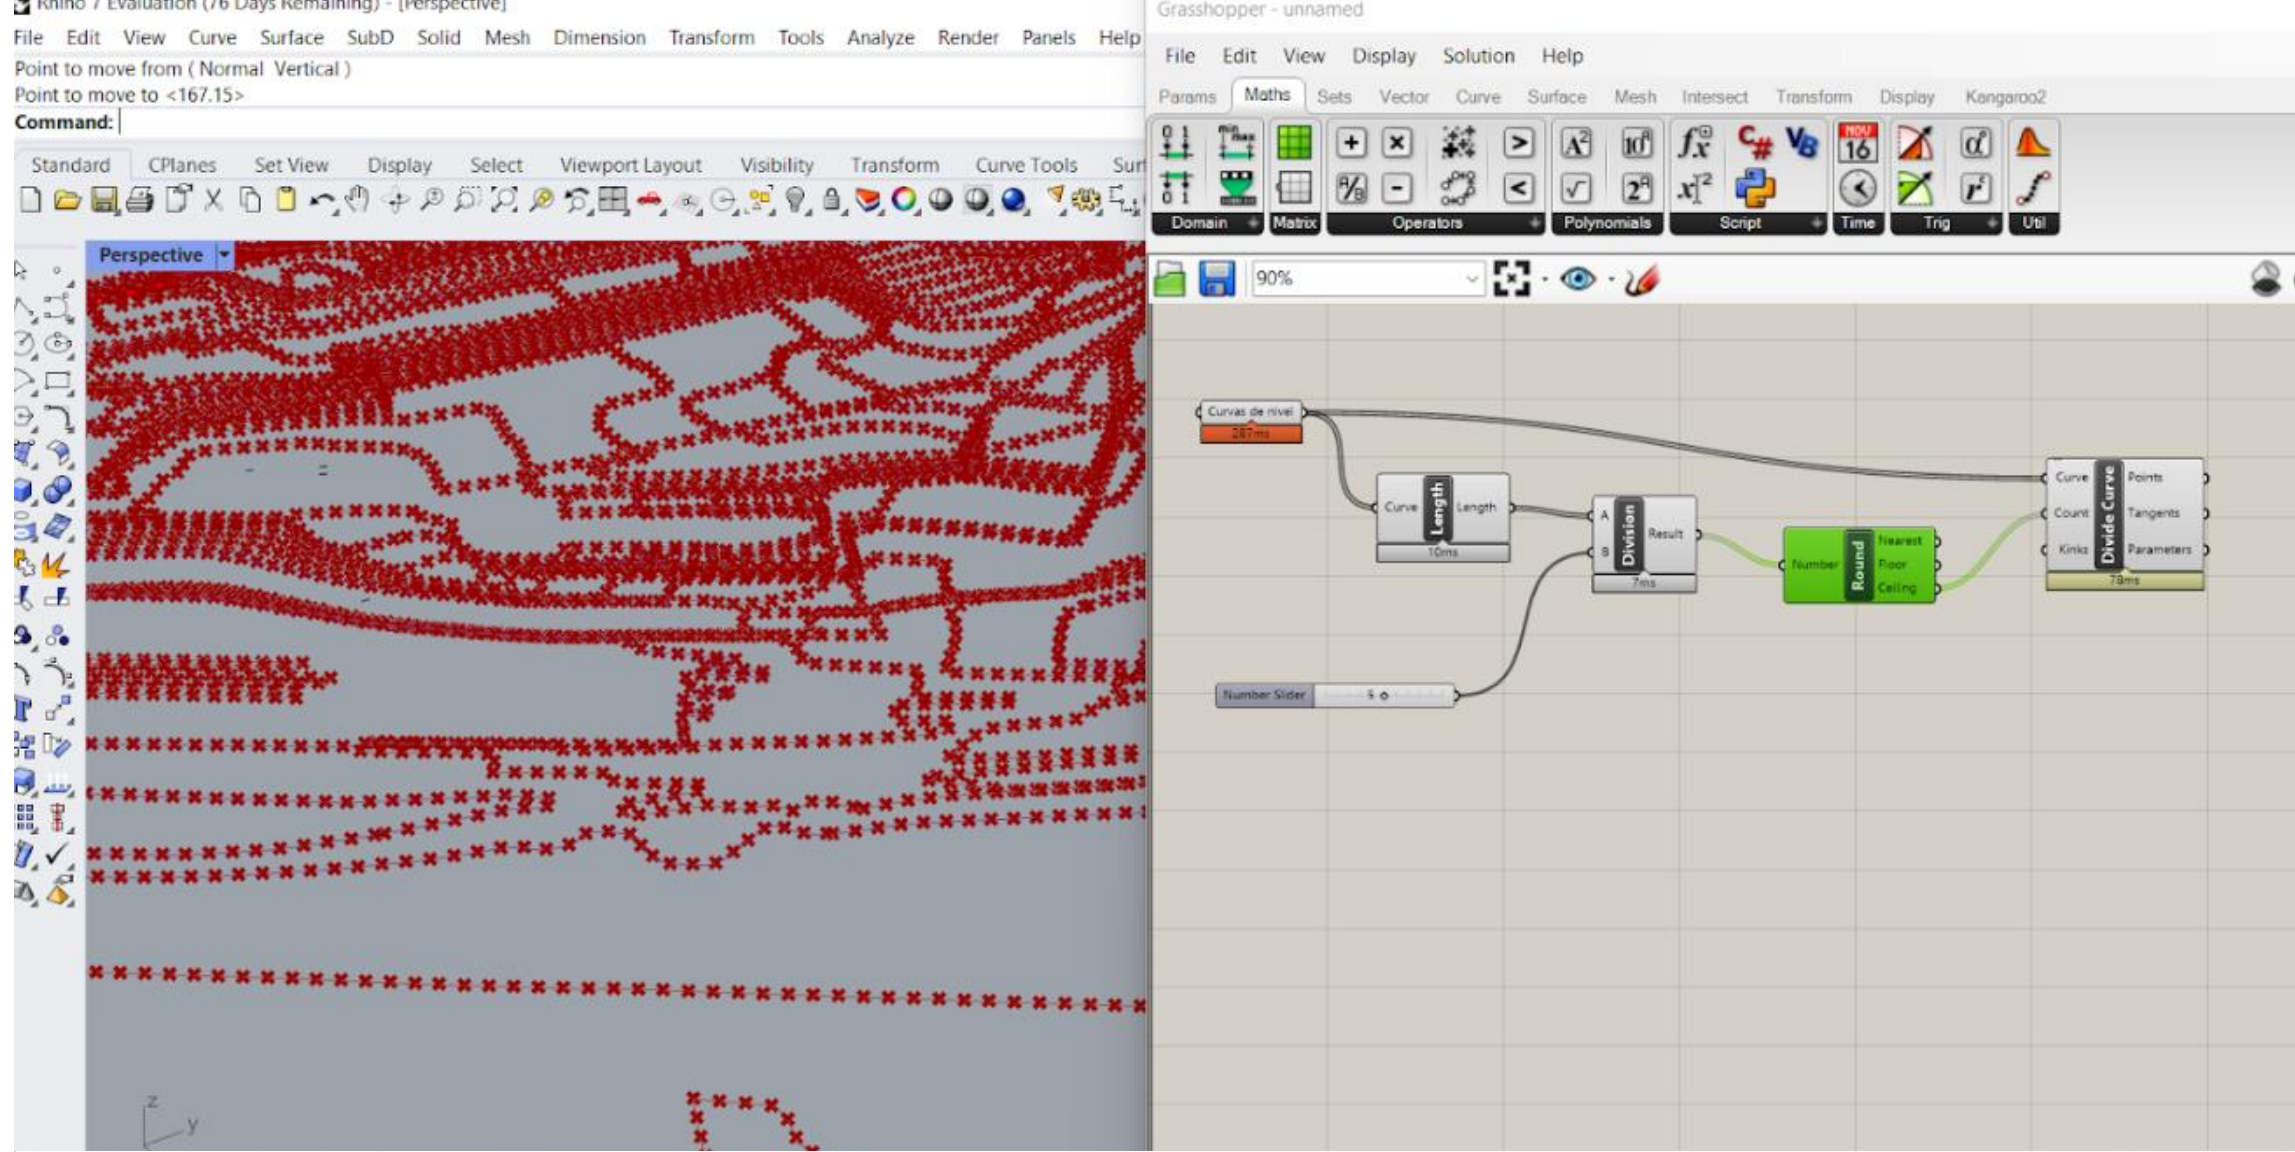 Rhino 7 Evaluation (76 Days Remaining) - [Perspective]
File Edit View Curve Surface SubD Solid Mesh Dimension Transform Tools Analyze Render Panels Help
Point to move from ( Normal Vertical )
Point to move to <167.15>
Command:
Standard CPlanes Set View Display Select Viewport Layout Visibility Transform Curve Tools Surf
Perspective
z
y
Grasshopper - unnamed
File Edit View Display Solution Help
Params Maths Sets Vector Curve Surface Mesh Intersect Transform Display Kangaroo2
Domain Matrix Operators Polynomials Script Time Trig Util
90%
Curvas de nivel
287ms
Curve Length Length
10ms
A B Division Result
7ms
Number Round Nearest Floor Ceiling
Curve Count Kinks Divide Curve Points Tangents Parameters
78ms
Number Slider 5